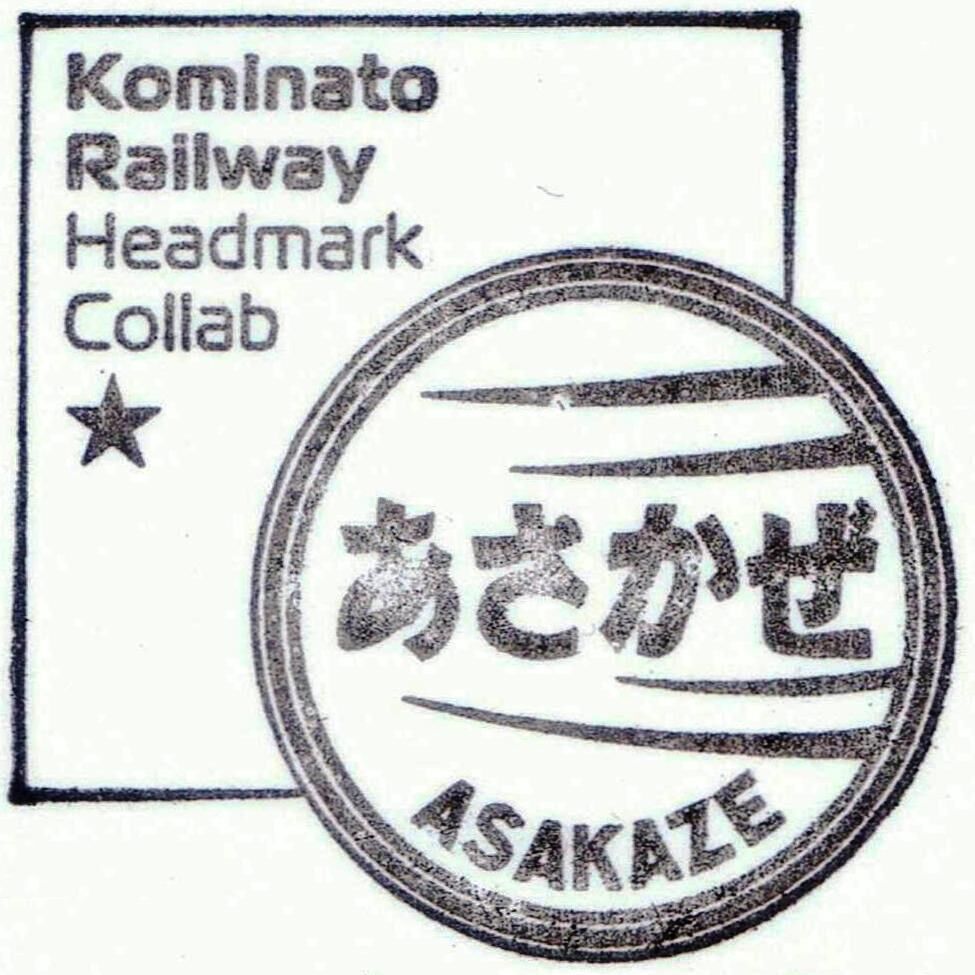 Kominato
Railway
Headmark
Collab
あさかぜ
ASAKAZE